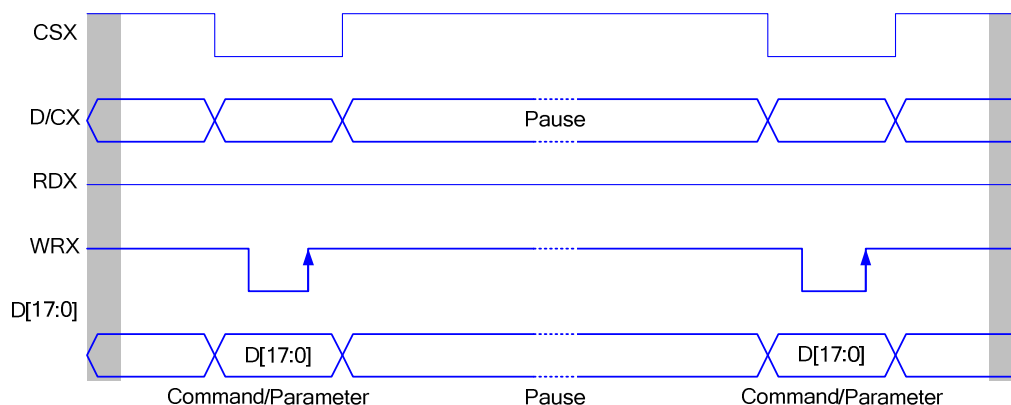 CSX
D/CX
Pause
RDX
WRX
D[17:0]
D[17:0]
D[17:0]
Command/Parameter
Pause
Command/Parameter